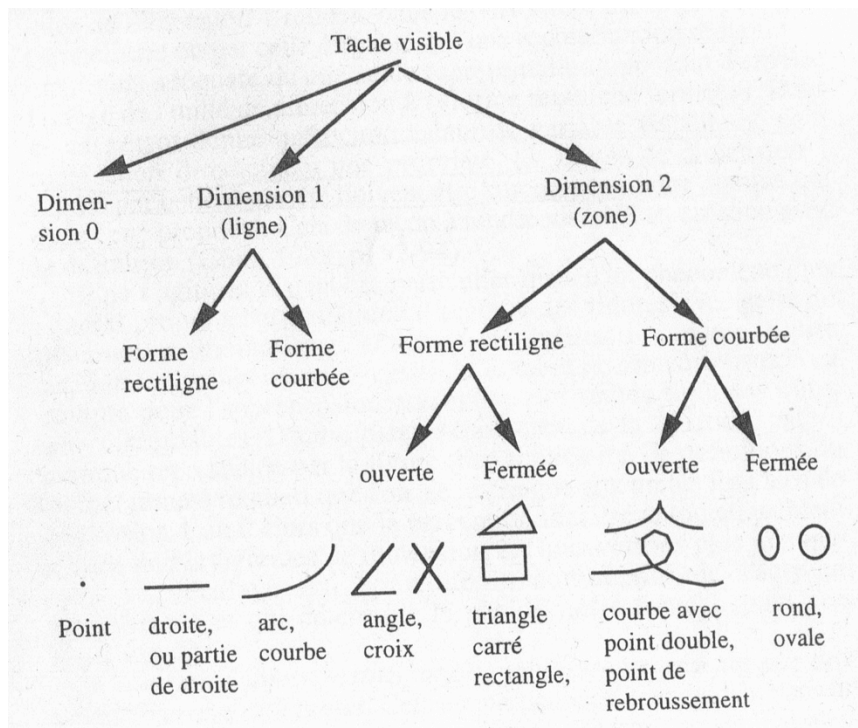 Tache visible
Dimen-
sion 0
Dimension 1
(ligne)
Dimension 2
(zone)
Forme
rectiligne
Forme
courbée
Forme rectiligne
Forme courbée
ouverte
Fermée
ouverte
Fermée
Point
droite,
ou partie
de droite
arc,
courbe
angle,
croix
triangle
carré
rectangle,
courbe avec
point double,
point de
rebroussement
rond,
ovale